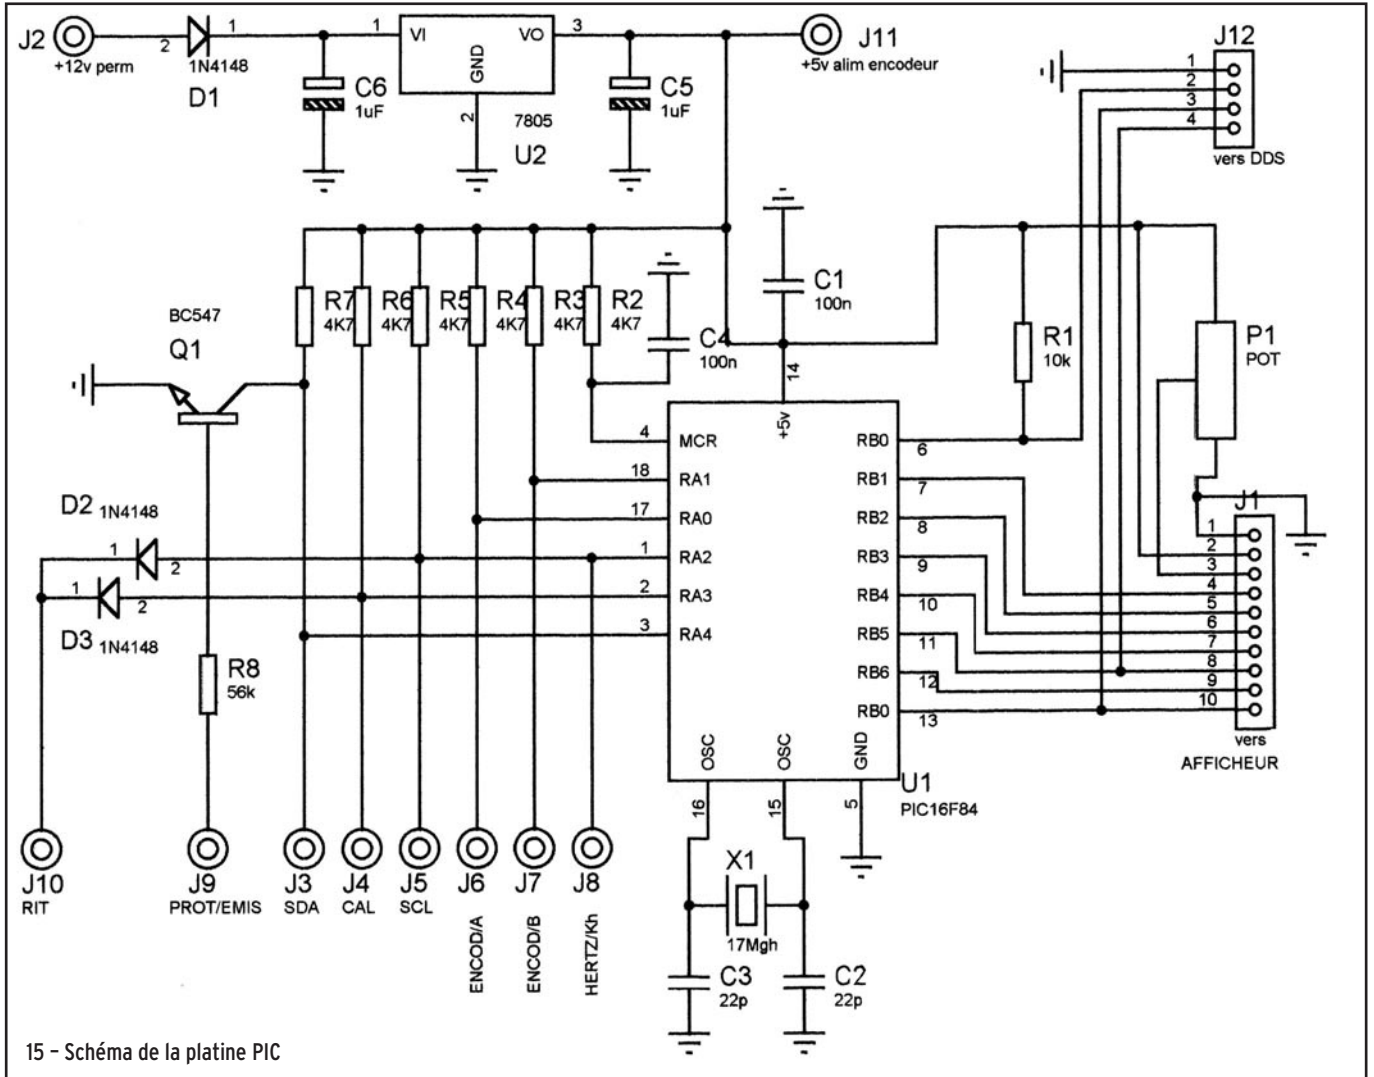 J2
+12v perm
2
1
1N4148
D1
C6
1uF
1
VI
VO
GND
2
3
7805
U2
C5
1uF
J11
+5v alim encodeur
J12
1
2
3
4
vers DDS
R7
4K7
R6
4K7
R5
4K7
R4
4K7
R3
4K7
R2
4K7
C4
100n
C1
100n
R1
10k
P1
POT
BC547
Q1
14
+5v
4
MCR
18
RA1
17
RA0
1
RA2
2
RA3
3
RA4
RB0
6
RB1
7
RB2
8
RB3
9
RB4
10
RB5
11
RB6
12
RB0
13
OSC
OSC
GND
16
15
5
U1
PIC16F84
J1
1
2
3
4
5
6
7
8
9
10
vers
AFFICHEUR
D2
1N4148
1
2
D3
1N4148
1
2
R8
56k
X1
17Mgh
C3
22p
C2
22p
J10
RIT
J9
PROT/EMIS
J3
SDA
J4
CAL
J5
SCL
J6
ENCOD/A
J7
ENCOD/B
J8
HERTZ/Kh
15 – Schéma de la platine PIC